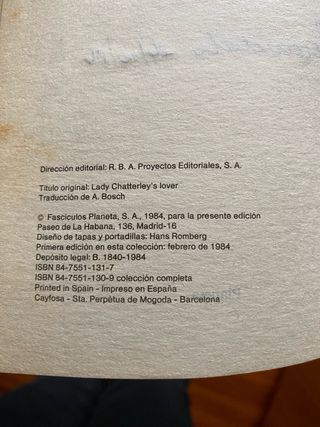 Dirección editorial: R. B. A. Proyectos Editoriales, S. A.
Título original: Lady Chatterley's lover
Traducción de A. Bosch
© Fascículos Planeta, S. A., 1984, para la presente edición
Paseo de La Habana, 136, Madrid-16
Diseño de tapas y portadillas: Hans Romberg
Primera edición en esta colección: febrero de 1984
Depósito legal: B. 1840-1984
ISBN 84-7551-131-7
ISBN 84-7551-130-9 colección completa
Printed in Spain - Impreso en España
Cayfosa - Sta. Perpétua de Mogoda - Barcelona